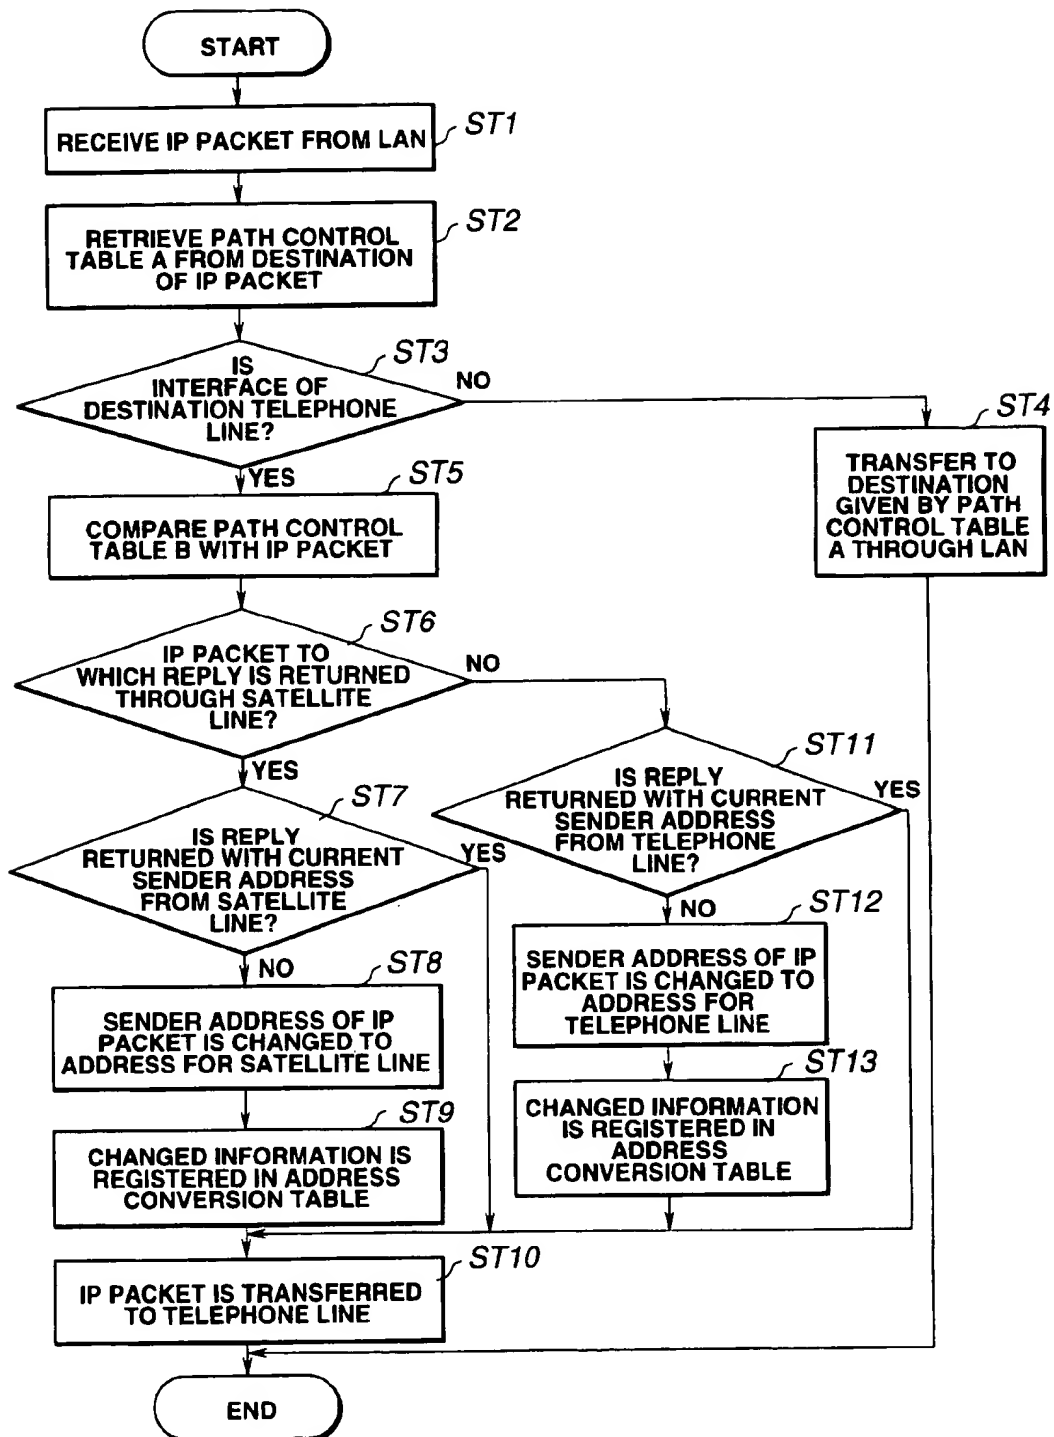 START
RECEIVE IP PACKET FROM LAN
ST1
RETRIEVE PATH CONTROL
TABLE A FROM DESTINATION
OF IP PACKET
ST2
IS
INTERFACE OF
DESTINATION TELEPHONE
LINE?
ST3
NO
YES
TRANSFER TO
DESTINATION
GIVEN BY PATH
CONTROL TABLE
A THROUGH LAN
ST4
COMPARE PATH CONTROL
TABLE B WITH IP PACKET
ST5
IP PACKET TO
WHICH REPLY IS RETURNED
THROUGH SATELLITE
LINE?
ST6
NO
YES
IS REPLY
RETURNED WITH CURRENT
SENDER ADDRESS
FROM SATELLITE
LINE?
ST7
YES
NO
IS REPLY
RETURNED WITH CURRENT
SENDER ADDRESS
FROM TELEPHONE
LINE?
ST11
YES
NO
SENDER ADDRESS OF IP
PACKET IS CHANGED TO
ADDRESS FOR SATELLITE LINE
ST8
SENDER ADDRESS OF IP
PACKET IS CHANGED TO
ADDRESS FOR
TELEPHONE LINE
ST12
CHANGED INFORMATION IS
REGISTERED IN ADDRESS
CONVERSION TABLE
ST9
CHANGED INFORMATION
IS REGISTERED IN
ADDRESS
CONVERSION TABLE
ST13
IP PACKET IS TRANSFERRED
TO TELEPHONE LINE
ST10
END